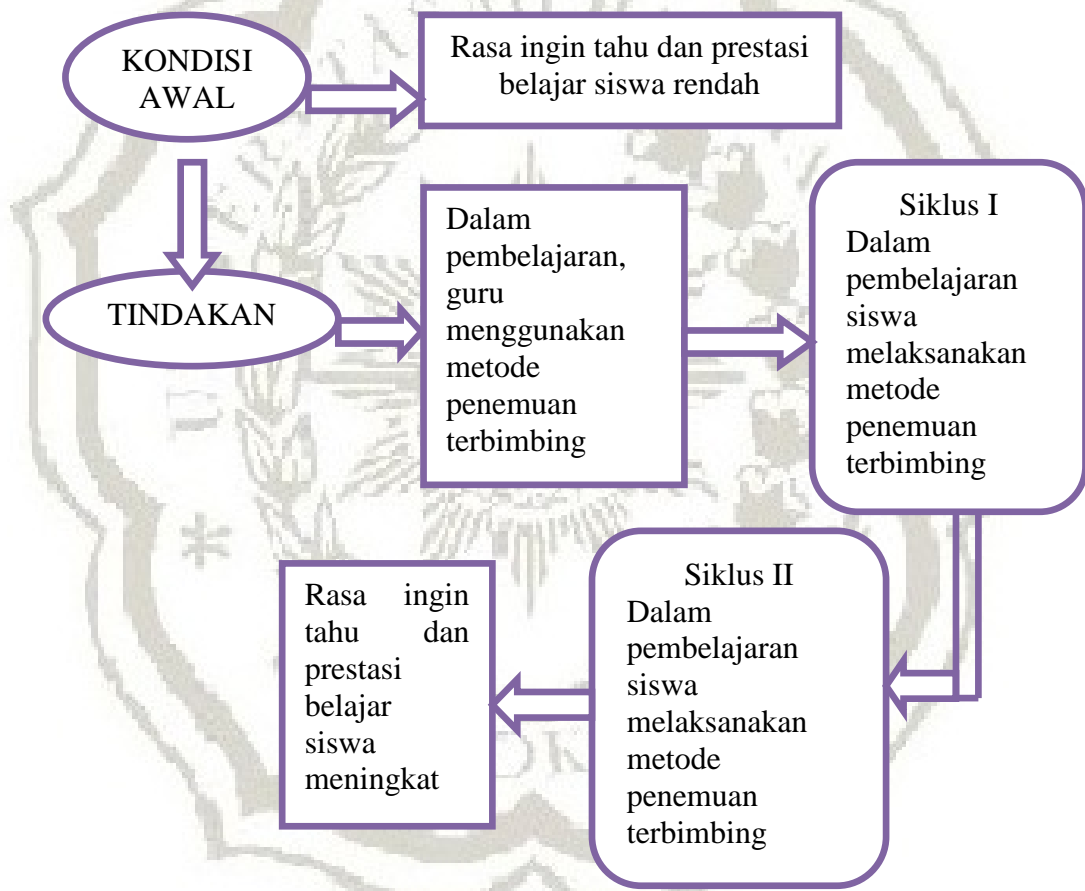 KONDISI
AWAL
Rasa ingin tahu dan prestasi
belajar siswa rendah
TINDAKAN
Dalam
pembelajaran,
guru
menggunakan
metode
penemuan
terbimbing
Siklus I
Dalam
pembelajaran
siswa
melaksanakan
metode
penemuan
terbimbing
Siklus II
Dalam
pembelajaran
siswa
melaksanakan
metode
penemuan
terbimbing
Rasa ingin
tahu dan
prestasi
belajar
siswa
meningkat